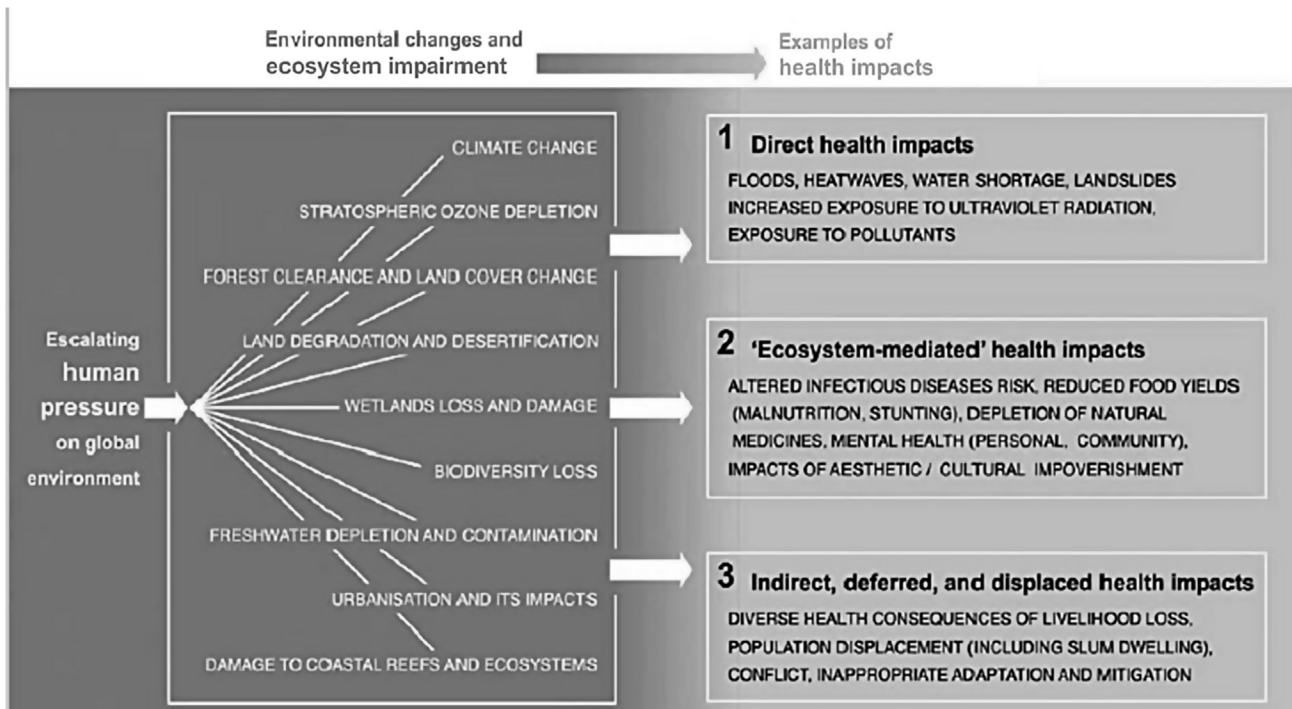 Environmental changes and
ecosystem impairment
Examples of
health impacts
Escalating
human
pressure
on global
environment
CLIMATE CHANGE
STRATOSPHERIC OZONE DEPLETION
FOREST CLEARANCE AND LAND COVER CHANGE
LAND DEGRADATION AND DESERTIFICATION
WETLANDS LOSS AND DAMAGE
BIODIVERSITY LOSS
FRESHWATER DEPLETION AND CONTAMINATION
URBANISATION AND ITS IMPACTS
DAMAGE TO COASTAL REEFS AND ECOSYSTEMS
1 Direct health impacts
FLOODS, HEATWAVES, WATER SHORTAGE, LANDSLIDES
INCREASED EXPOSURE TO ULTRAVIOLET RADIATION,
EXPOSURE TO POLLUTANTS
2 ‘Ecosystem-mediated’ health impacts
ALTERED INFECTIOUS DISEASES RISK, REDUCED FOOD YIELDS
(MALNUTRITION, STUNTING), DEPLETION OF NATURAL
MEDICINES, MENTAL HEALTH (PERSONAL, COMMUNITY),
IMPACTS OF AESTHETIC / CULTURAL IMPOVERISHMENT
3 Indirect, deferred, and displaced health impacts
DIVERSE HEALTH CONSEQUENCES OF LIVELIHOOD LOSS,
POPULATION DISPLACEMENT (INCLUDING SLUM DWELLING),
CONFLICT, INAPPROPRIATE ADAPTATION AND MITIGATION